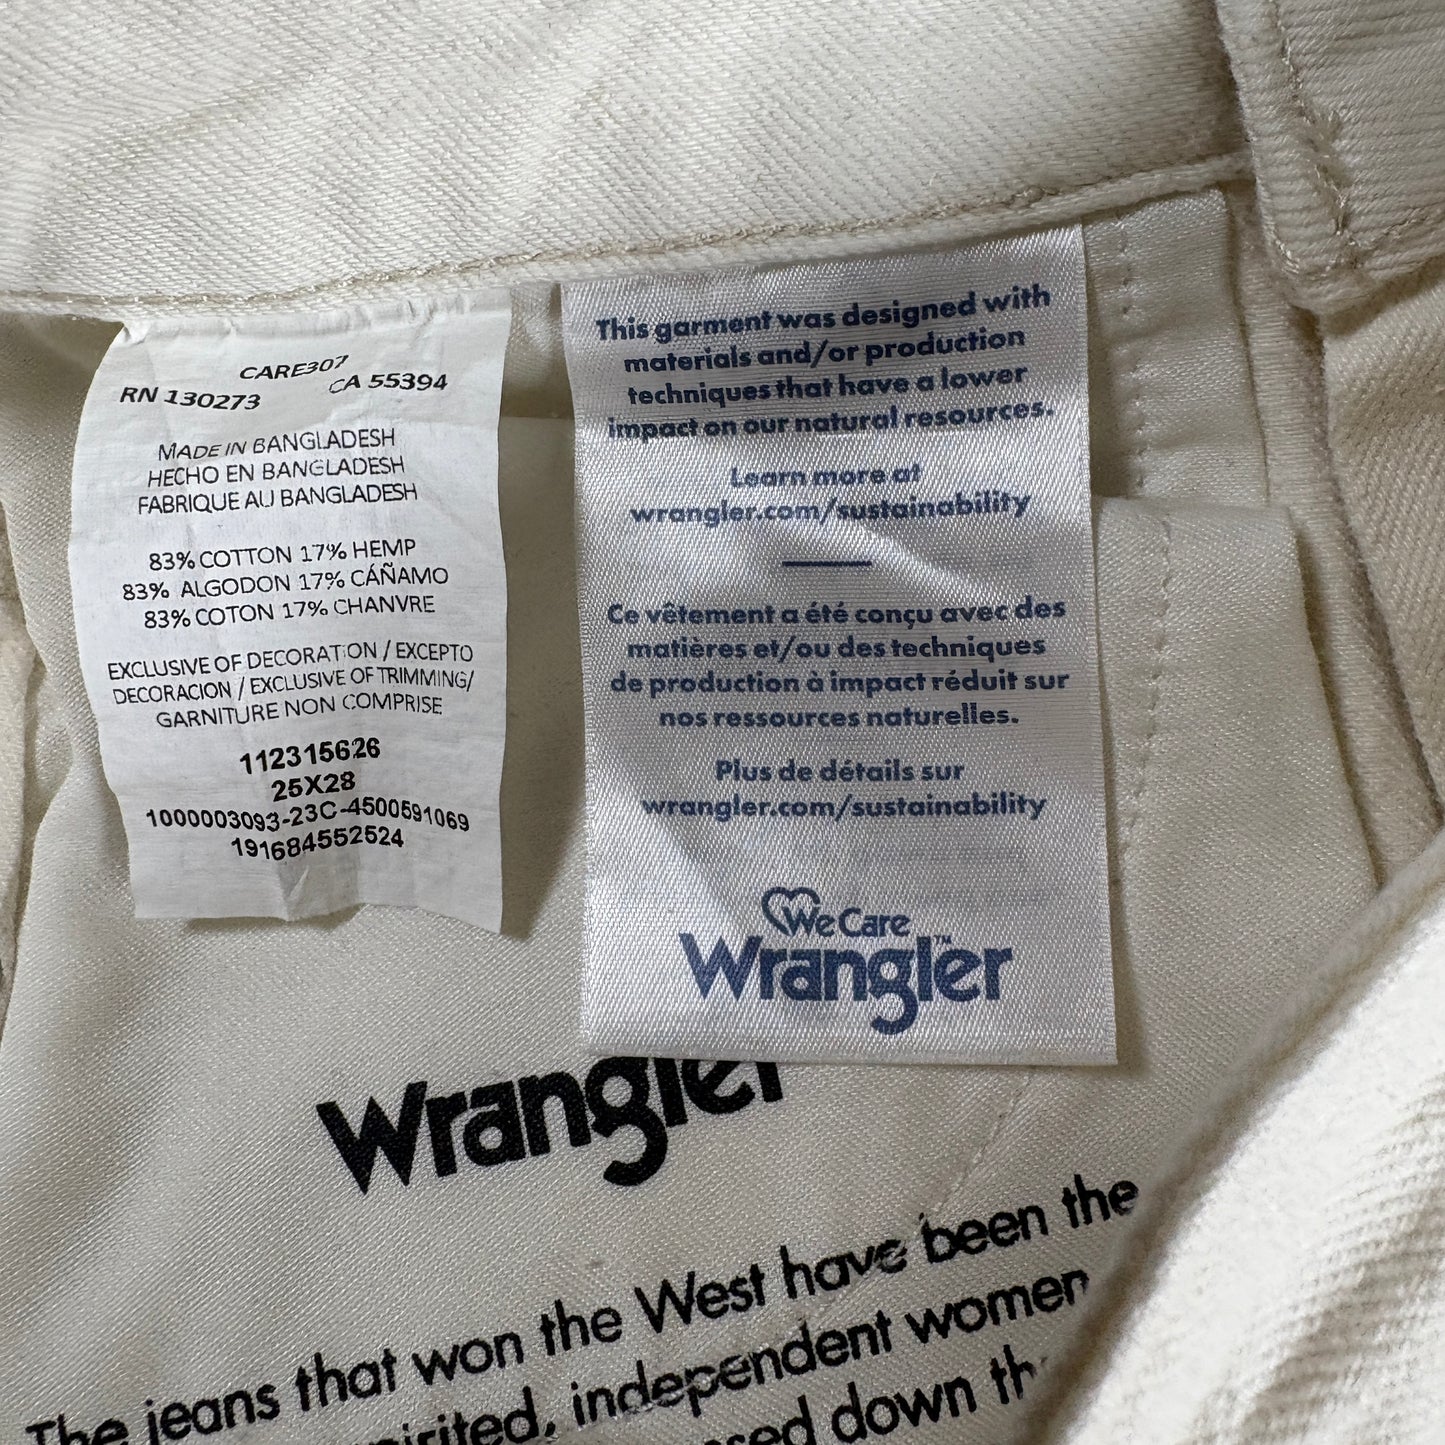 CARE307
RN 130273 CA 55394
MADE IN BANGLADESH
HECHO EN BANGLADESH
FABRIQUE AU BANGLADESH
83% COTTON 17% HEMP
83% ALGODON 17% CÁÑAMO
83% COTON 17% CHANVRE
EXCLUSIVE OF DECORATION / EXCEPTO
DECORACION / EXCLUSIVE OF TRIMMING/
GARNITURE NON COMPRISE
112315626
25X28
1000003093-23C-4500591069
191684552524
This garment was designed with
materials and/or production
techniques that have a lower
impact on our natural resources.
Learn more at
wrangler.com/sustainability
Ce vêtement a été conçu avec des
matières et/ou des techniques
de production à impact réduit sur
nos ressources naturelles.
Plus de détails sur
wrangler.com/sustainability
We Care
Wrangler™
Wrangler
The jeans that won the West have been the
independent women
down